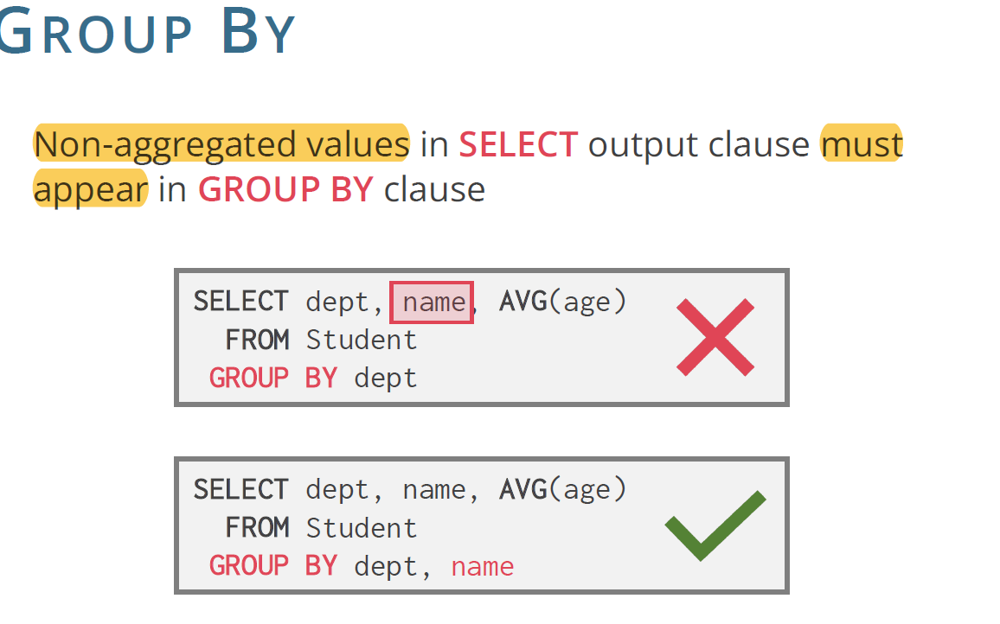 GROUP BY
Non-aggregated values in SELECT output clause must
appear in GROUP BY clause
SELECT dept, name, AVG(age)
FROM Student
GROUP BY dept
SELECT dept, name, AVG(age)
FROM Student
GROUP BY dept, name